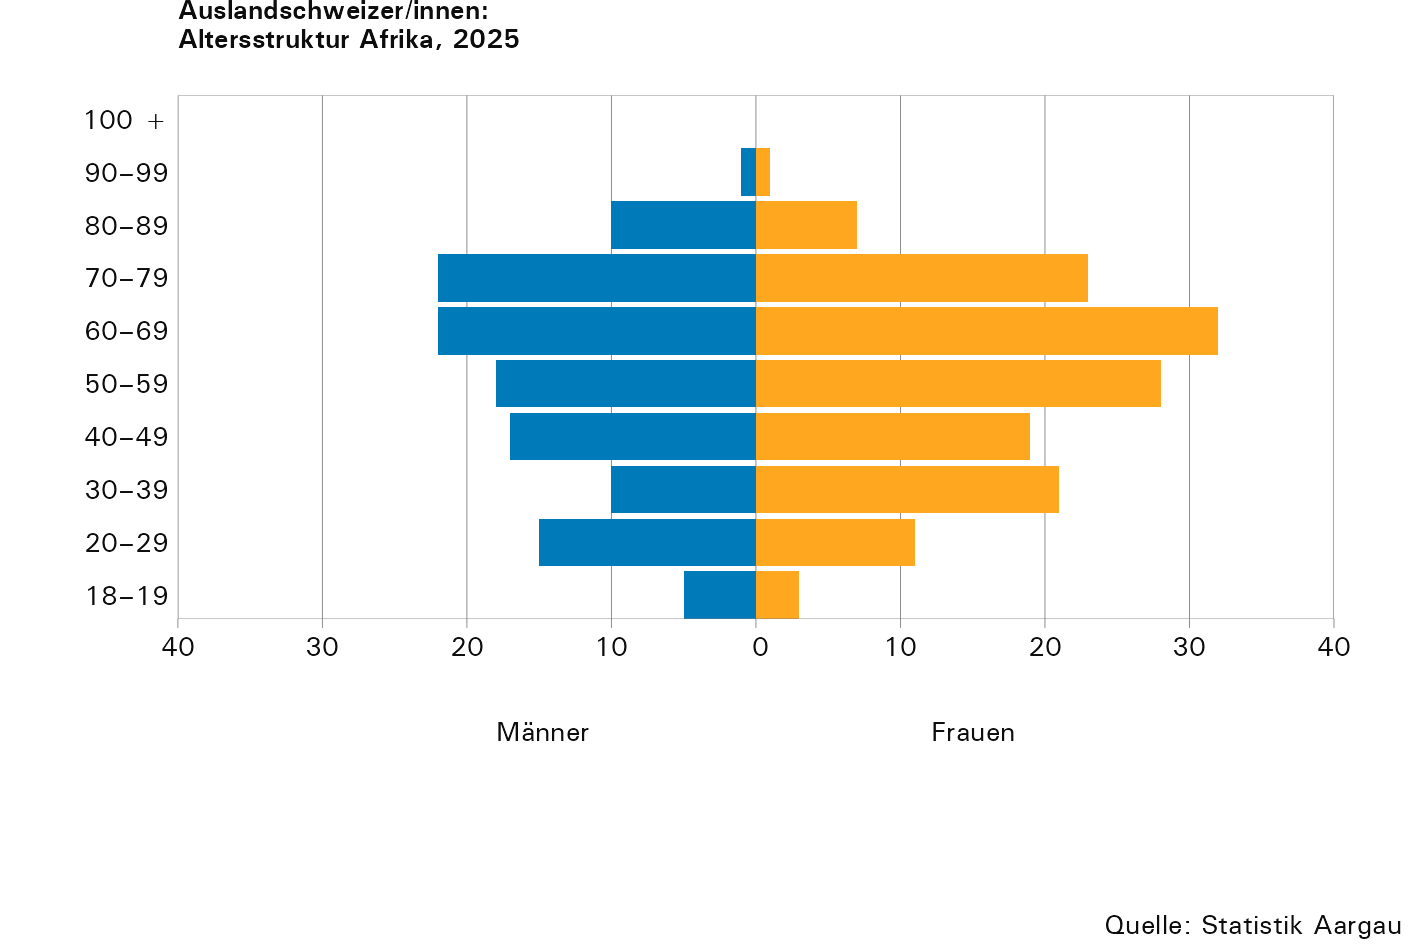 Auslandschweizer/innen:
Altersstruktur Afrika, 2025
100 +
90–99
80–89
70–79
60–69
50–59
40–49
30–39
20–29
18–19
40 30 20 10 0 10 20 30 40
Männer Frauen
Quelle: Statistik Aargau